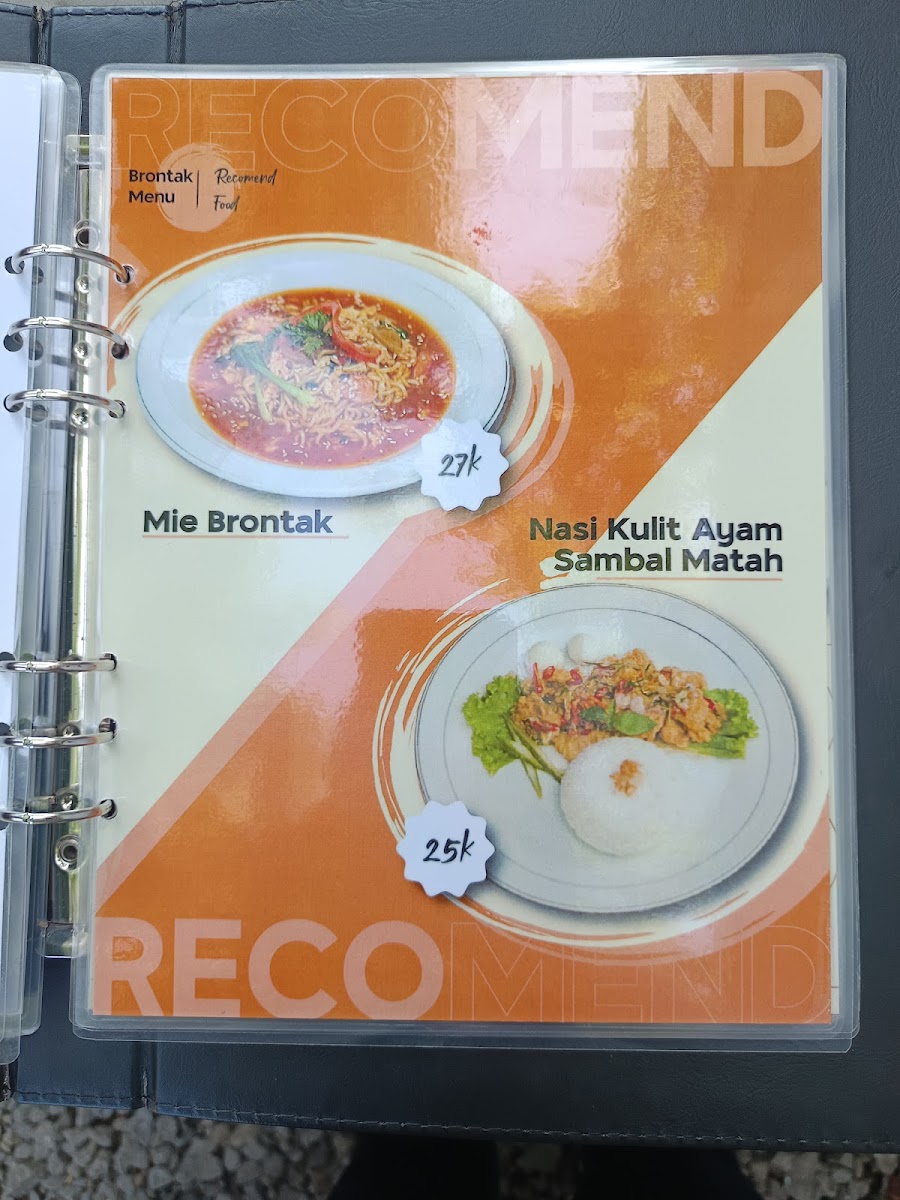 RECOMEND
Brontak
Menu
Recomend
Food
27k
Mie Brontak
Nasi Kulit Ayam
Sambal Matah
25k
RECOMEND